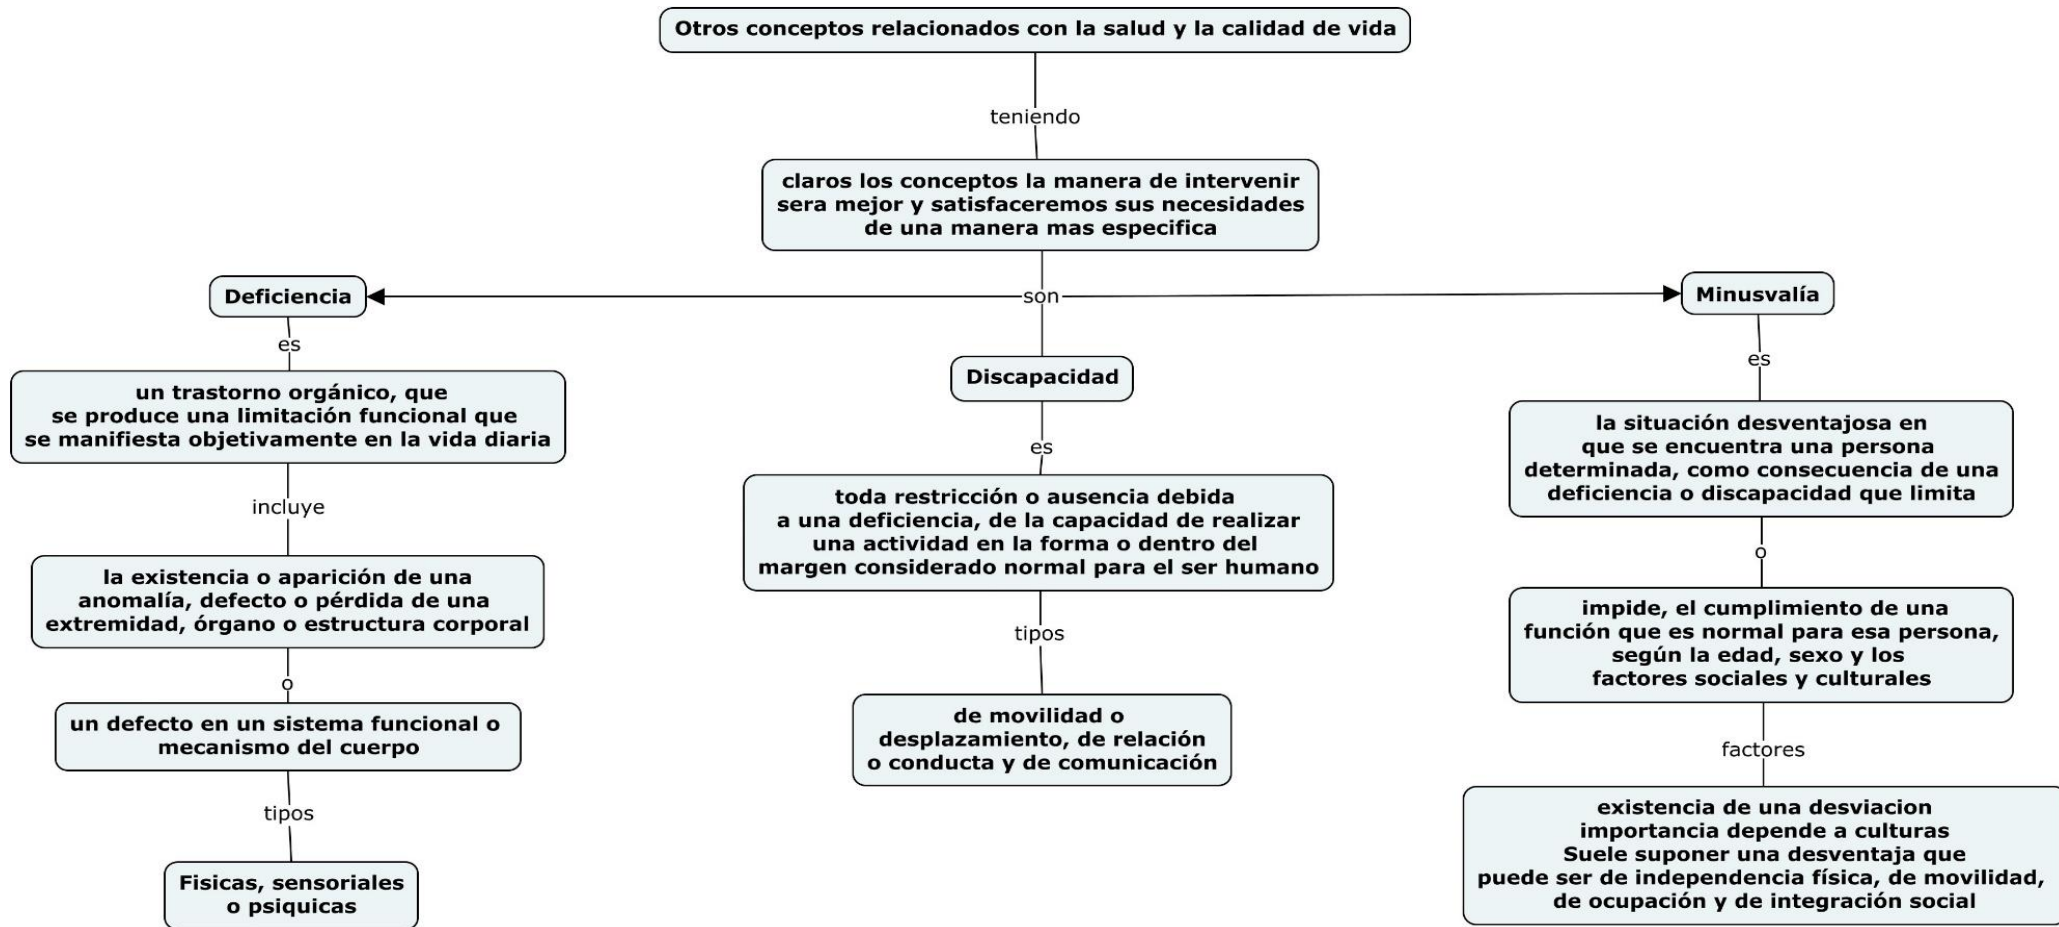 Otros conceptos relacionados con la salud y la calidad de vida
teniendo
claros los conceptos la manera de intervenir
sera mejor y satisfaceremos sus necesidades
de una manera mas especifica
son
Deficiencia
es
un trastorno orgánico, que
se produce una limitación funcional que
se manifiesta objetivamente en la vida diaria
incluye
la existencia o aparición de una
anomalía, defecto o pérdida de una
extremidad, órgano o estructura corporal
o
un defecto en un sistema funcional o
mecanismo del cuerpo
tipos
Fisicas, sensoriales
o psiquicas
Discapacidad
es
toda restricción o ausencia debida
a una deficiencia, de la capacidad de realizar
una actividad en la forma o dentro del
margen considerado normal para el ser humano
tipos
de movilidad o
desplazamiento, de relación
o conducta y de comunicación
Minusvalía
es
la situación desventajosa en
que se encuentra una persona
determinada, como consecuencia de una
deficiencia o discapacidad que limita
o
impide, el cumplimiento de una
función que es normal para esa persona,
según la edad, sexo y los
factores sociales y culturales
factores
existencia de una desviacion
importancia depende a culturas
Suele suponer una desventaja que
puede ser de independencia física, de movilidad,
de ocupación y de integración social